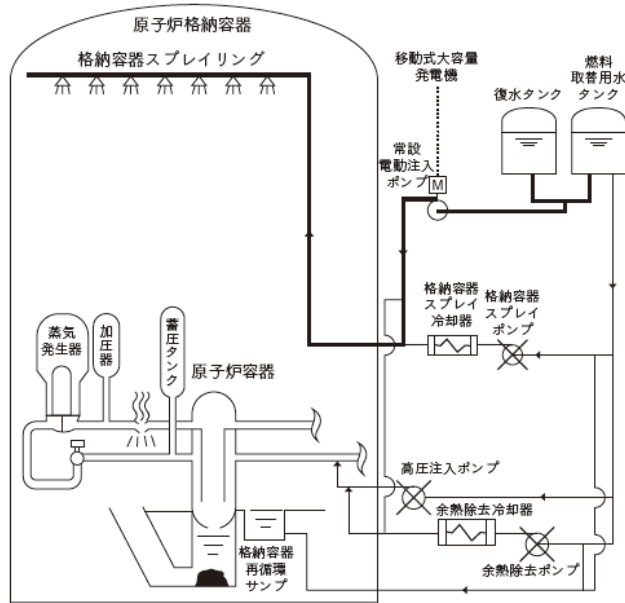 原子炉格納容器
格納容器スプレイリング
移動式大容量
発電機
復水タンク
燃料
取替用水
タンク
常設
電動注入
ポンプ
M
格納容器
スプレイ
冷却器
格納容器
スプレイ
ポンプ
蒸気
発生器
加圧器
蓄圧タンク
原子炉容器
高圧注入ポンプ
余熱除去冷却器
格納容器
再循環
サンプ
余熱除去ポンプ